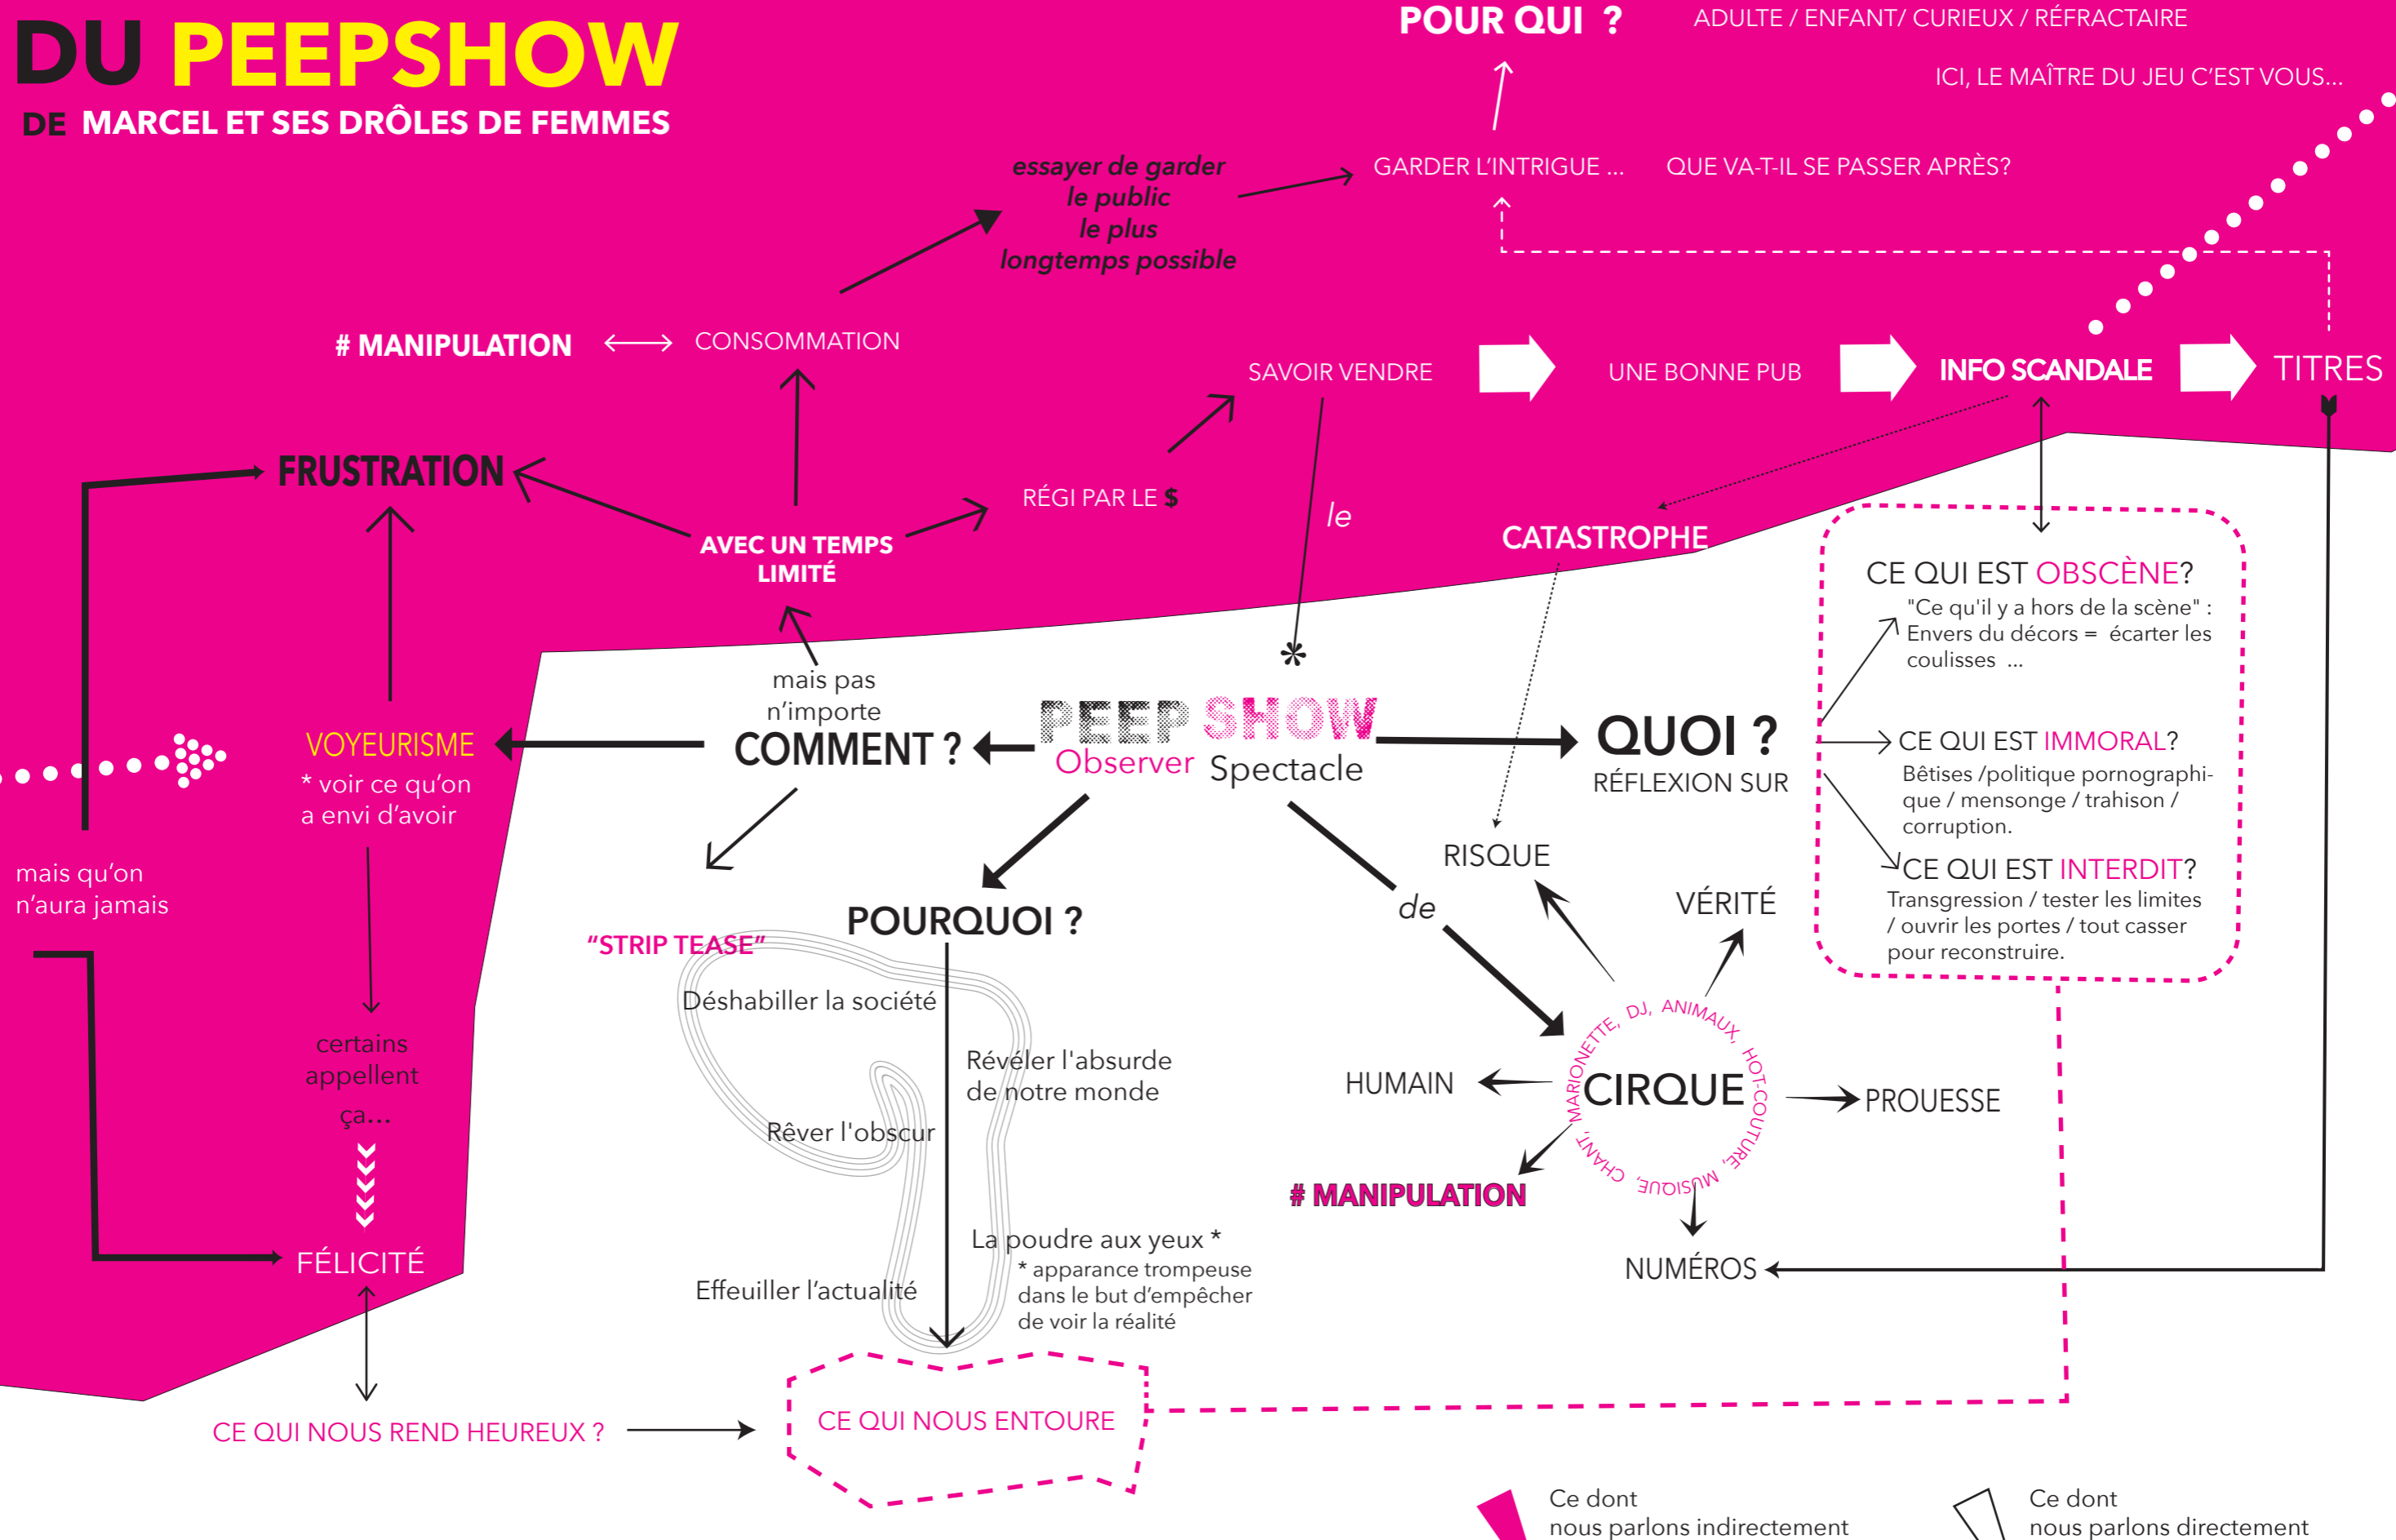 DU PEEPSHOW
DE MARCEL ET SES DRÔLES DE FEMMES
POUR QUI ?
ADULTE / ENFANT/ CURIEUX / RÉFRACTAIRE
ICI, LE MAÎTRE DU JEU C'EST VOUS...
essayer de garder
le public
le plus
longtemps possible
GARDER L'INTRIGUE ...
QUE VA-T-IL SE PASSER APRÈS?
# MANIPULATION
CONSOMMATION
SAVOIR VENDRE
UNE BONNE PUB
INFO SCANDALE
TITRES
FRUSTRATION
RÉGI PAR LE $
le
AVEC UN TEMPS
LIMITÉ
CATASTROPHE
mais pas
n'importe
COMMENT ?
*
PEEP SHOW
Observer
Spectacle
VOYEURISME
* voir ce qu'on
a envi d'avoir
mais qu'on
n'aura jamais
QUOI ?
RÉFLEXION SUR
CE QUI EST OBSCÈNE?
"Ce qu'il y a hors de la scène" :
Envers du décors = écarter les
coulisses ...
CE QUI EST IMMORAL?
Bêtises /politique pornographi-
que / mensonge / trahison /
corruption.
CE QUI EST INTERDIT?
Transgression / tester les limites
/ ouvrir les portes / tout casser
pour reconstruire.
RISQUE
VÉRITÉ
de
POURQUOI ?
"STRIP TEASE"
Déshabiller la société
Révéler l'absurde
de notre monde
Rêver l'obscur
La poudre aux yeux *
* apparance trompeuse
dans le but d'empêcher
de voir la réalité
Effeuiller l'actualité
certains
appellent
ça...
FÉLICITÉ
HUMAIN
CIRQUE
MARIONETTE, DJ, ANIMAUX, HOT-COUTURE, MUSIQUE, CHANT,
PROUESSE
# MANIPULATION
NUMÉROS
CE QUI NOUS REND HEUREUX ?
CE QUI NOUS ENTOURE
Ce dont
nous parlons indirectement
Ce dont
nous parlons directement